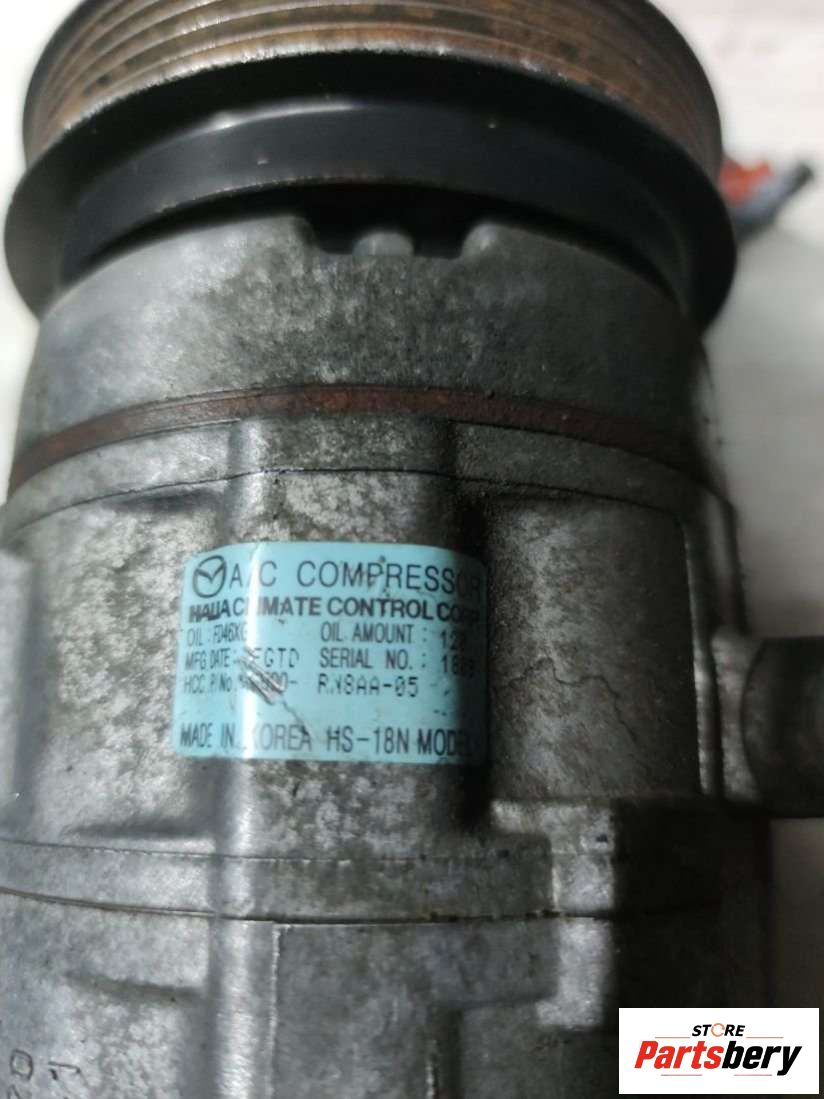 A/C COMPRESSOR
HALLA CLIMATE CONTROL CORP
OIL : FD46XG OIL AMOUNT : 120
MFG DATE: SERIAL NO. :
HCC P/No. RN8AA-05
MADE IN KOREA HS-18N MODEL
STORE
Partsbery